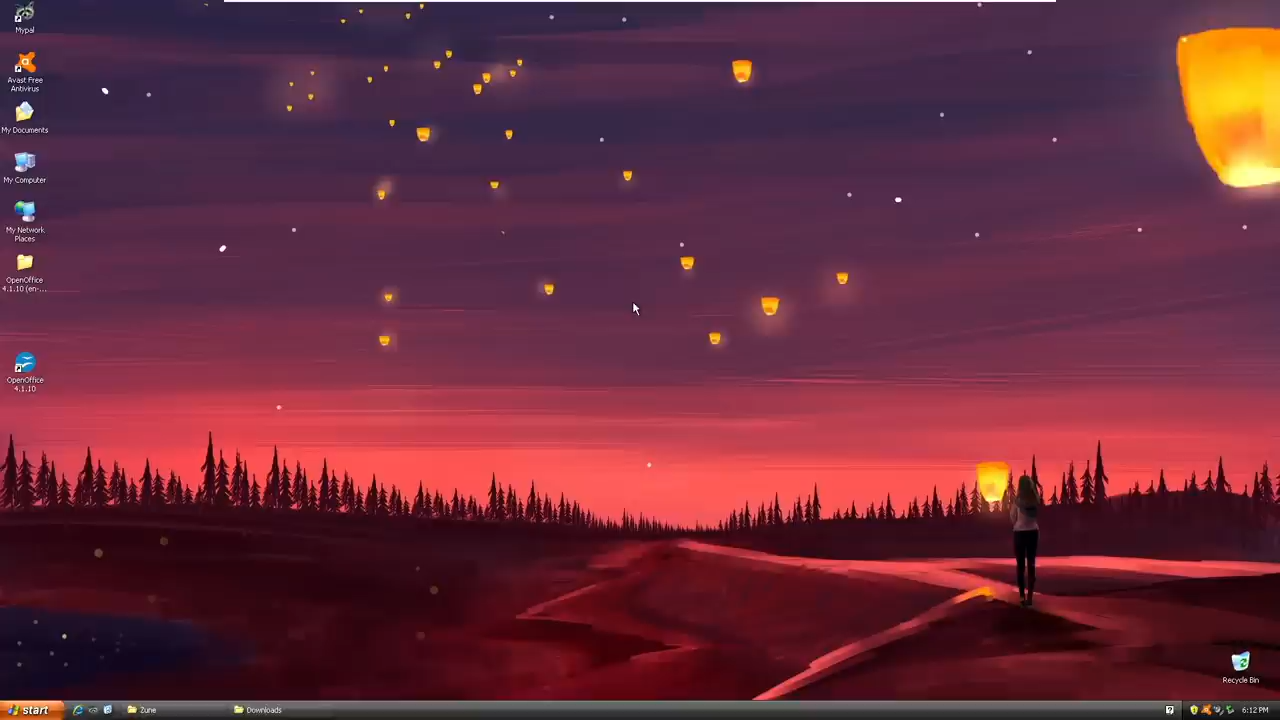 Mypal
Avast Free
Antivirus
My Documents
My Computer
My Network
Places
OpenOffice
4.1.10 (en-...
OpenOffice
4.1.10
Recycle Bin
start
Zune
Downloads
6:12 PM